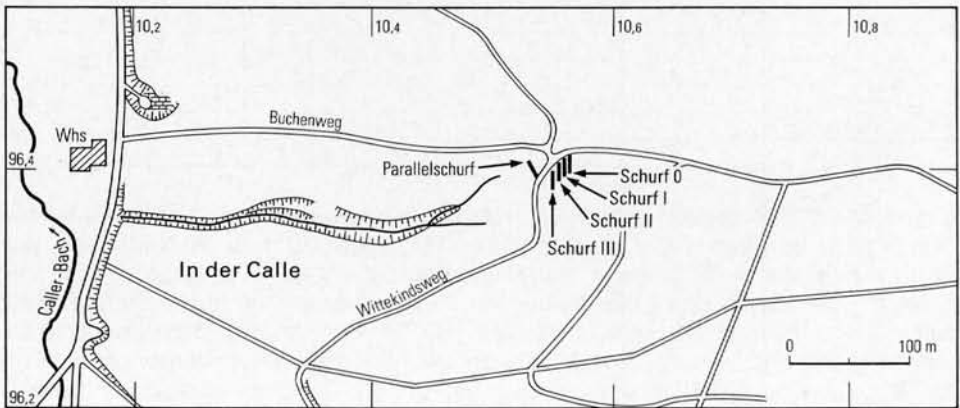 10,2
10,4
10,6
10,8
Buchenweg
Whs
96,4
Parallelschurf
Schurf 0
Schurf I
Schurf II
Schurf III
Caller-Bach
In der Calle
Wittekindsweg
0 100 m
96,2